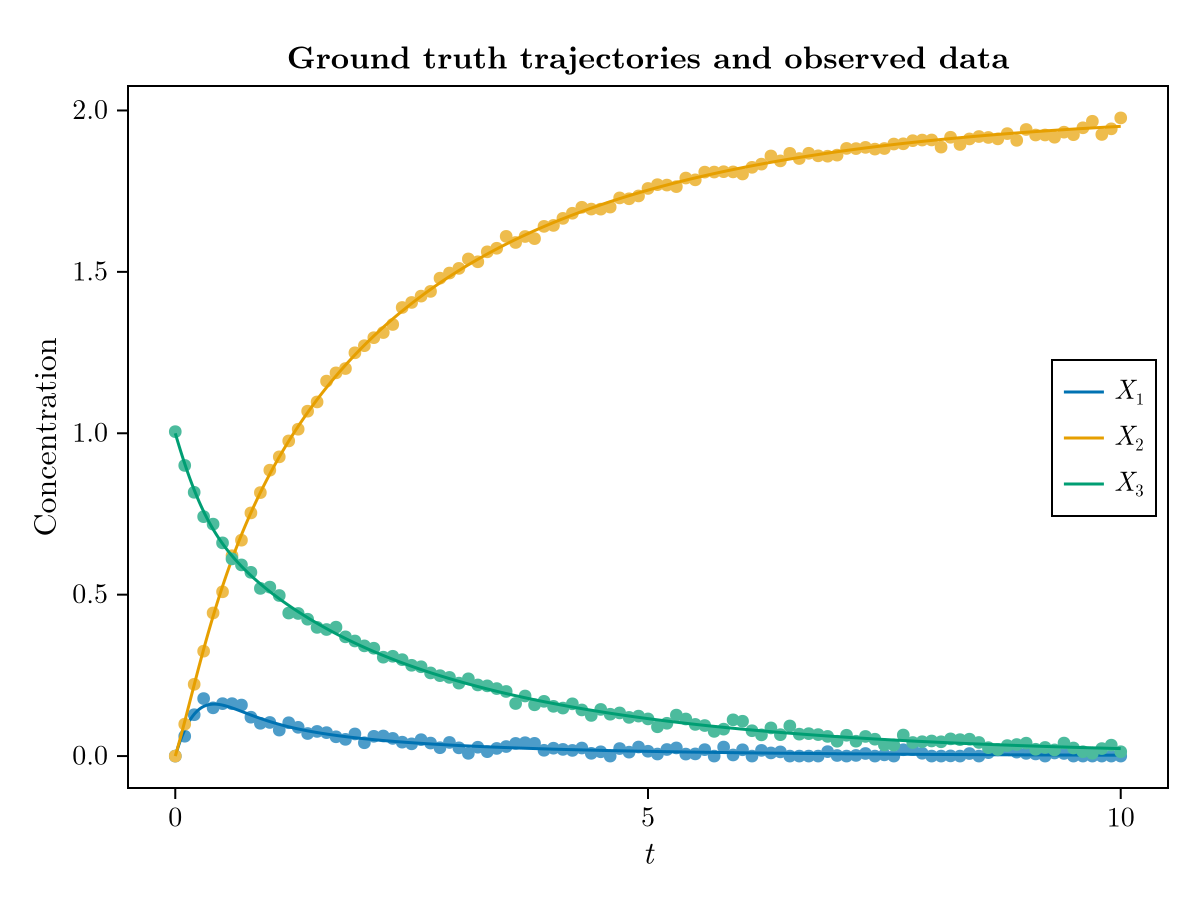 Ground truth trajectories and observed data
2.0
1.5
1.0
0.5
0.0
Concentration
X₁
X₂
X₃
0 5 10
t